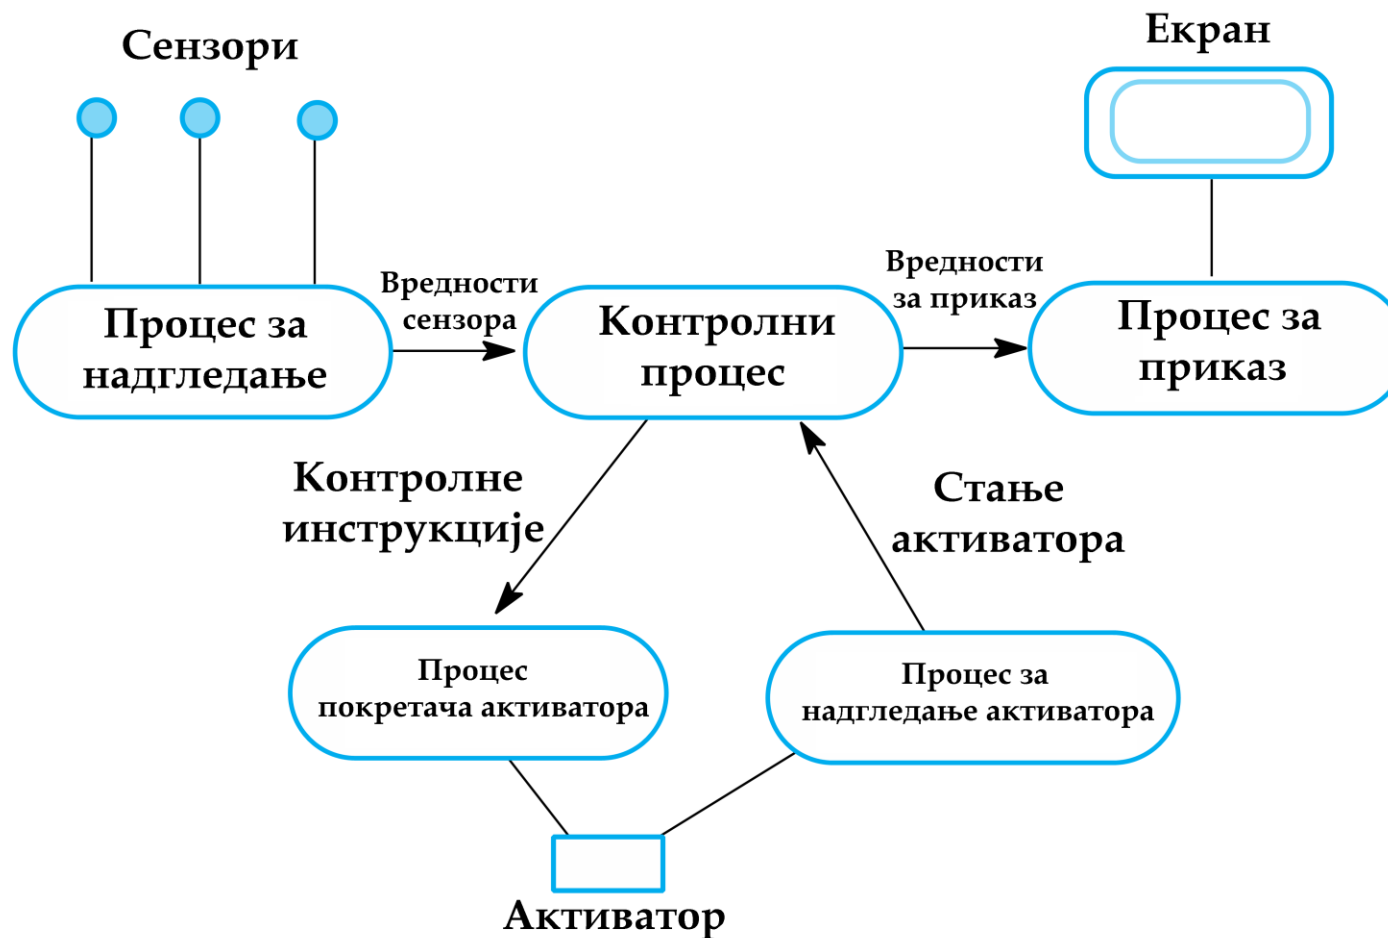 Сензори
Екран
Вредности
сензора
Вредности
за приказ
Процес за
надгледање
Контролни
процес
Процес за
приказ
Контролне
инструкције
Стање
активатора
Процес
покретача активатора
Процес за
надгледање активатора
Активатор